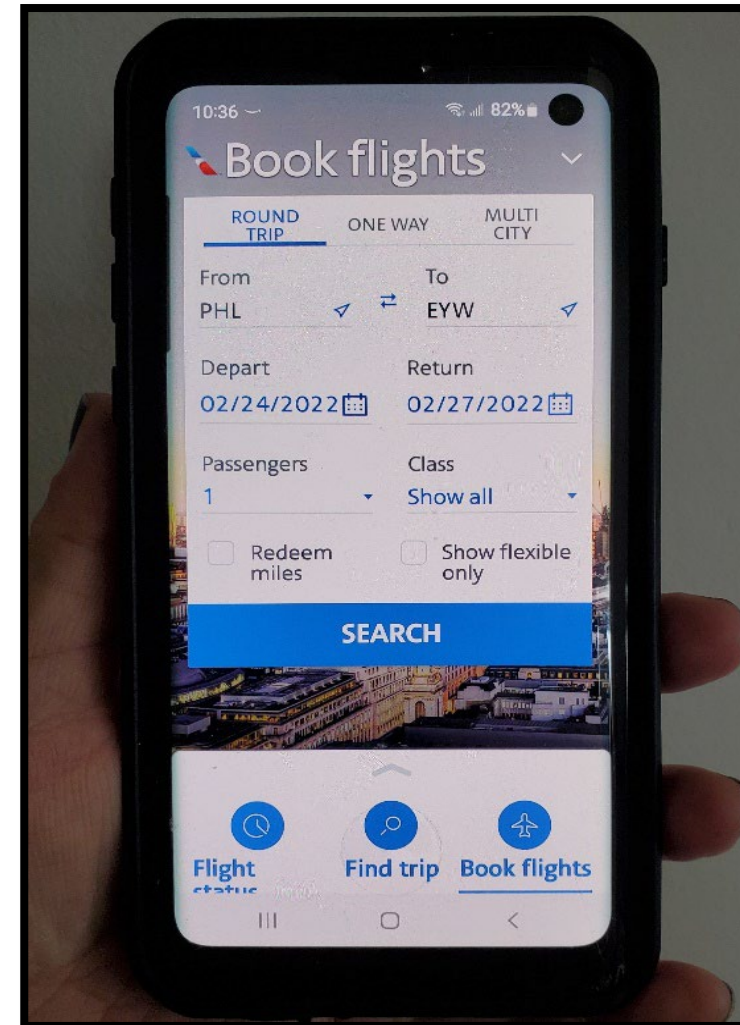 10:36 82%
Book flights
ROUND TRIP ONE WAY MULTI CITY
From To
PHL EYW
Depart Return
02/24/2022 02/27/2022
Passengers Class
1 Show all
Redeem miles Show flexible only
SEARCH
Flight status Find trip Book flights